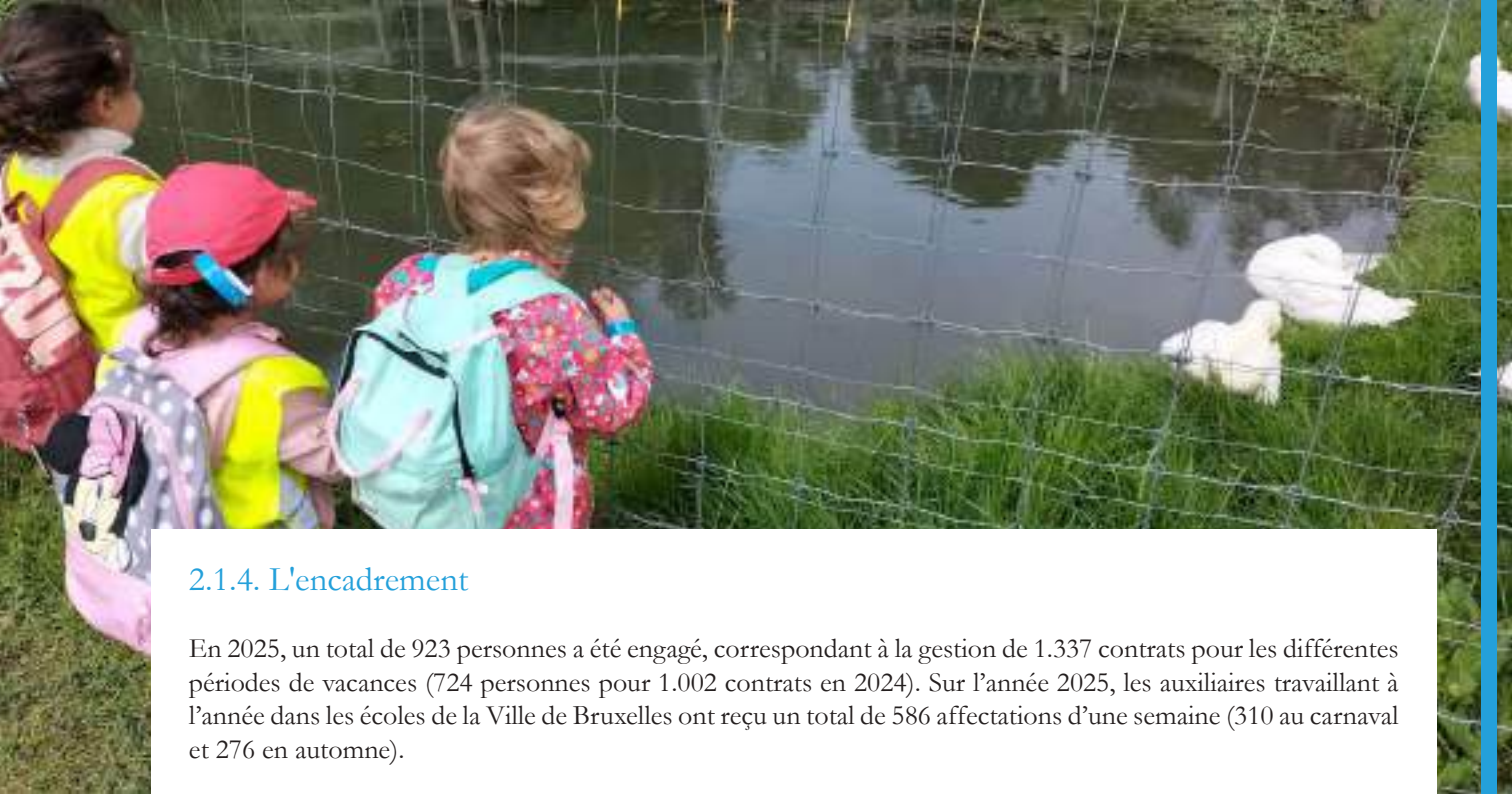 2.1.4. L'encadrement
En 2025, un total de 923 personnes a été engagé, correspondant à la gestion de 1.337 contrats pour les différentes
périodes de vacances (724 personnes pour 1.002 contrats en 2024). Sur l’année 2025, les auxiliaires travaillant à
l’année dans les écoles de la Ville de Bruxelles ont reçu un total de 586 affectations d’une semaine (310 au carnaval
et 276 en automne).